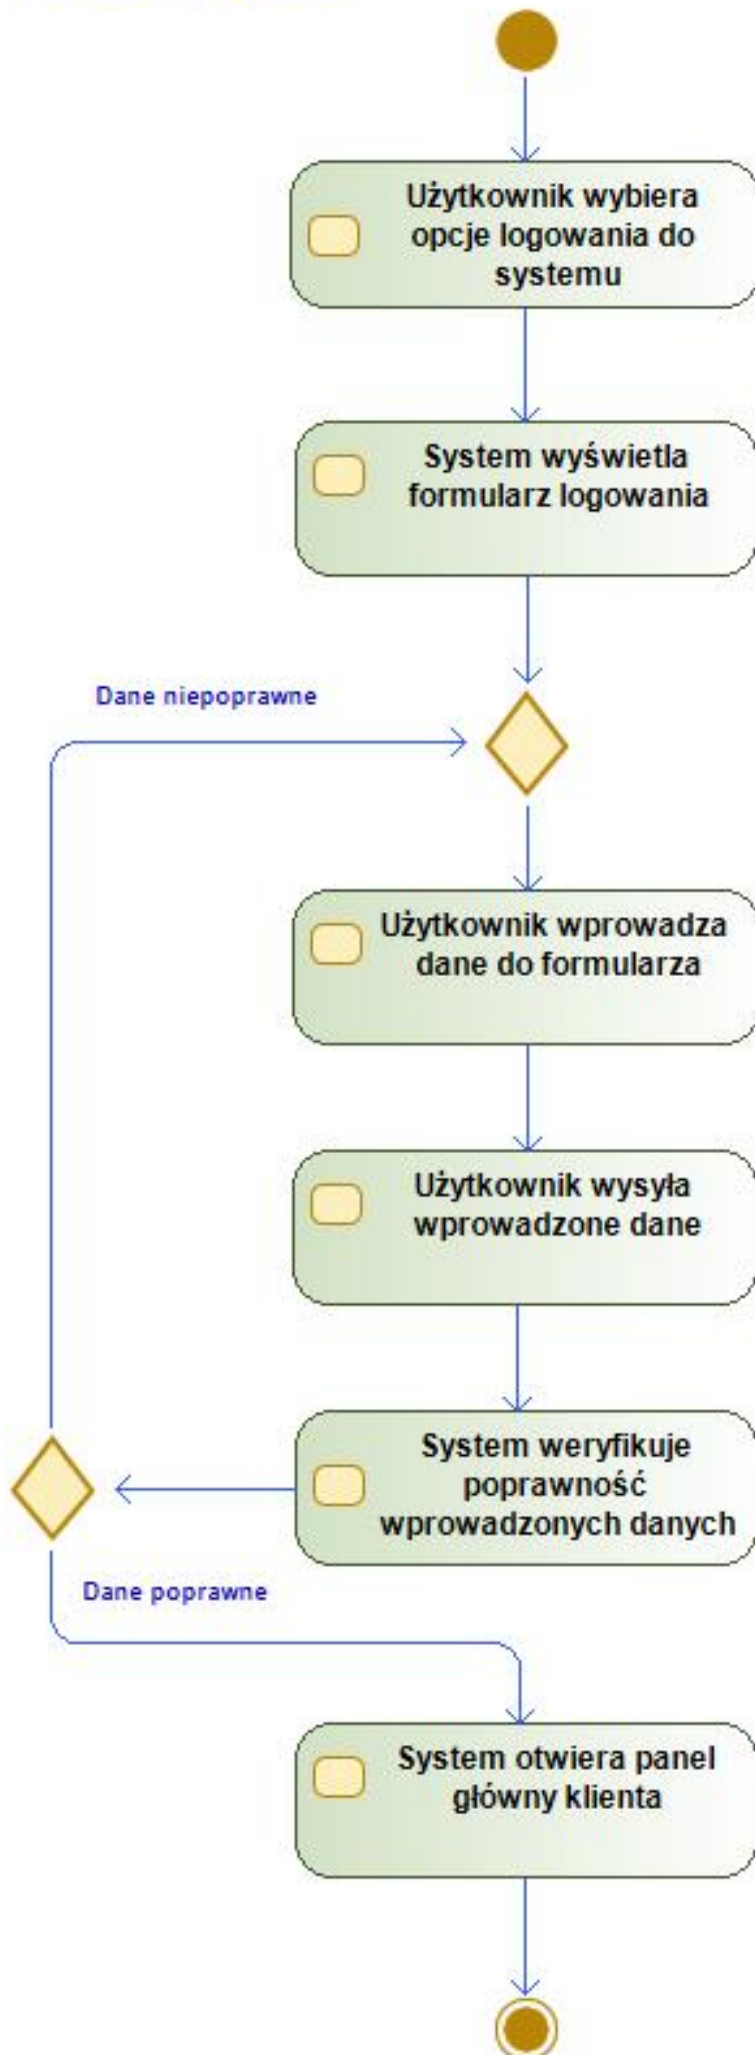 Użytkownik wybiera
opcje logowania do
systemu
System wyświetla
formularz logowania
Dane niepoprawne
Użytkownik wprowadza
dane do formularza
Użytkownik wysyła
wprowadzone dane
System weryfikuje
poprawność
wprowadzonych danych
Dane poprawne
System otwiera panel
główny klienta